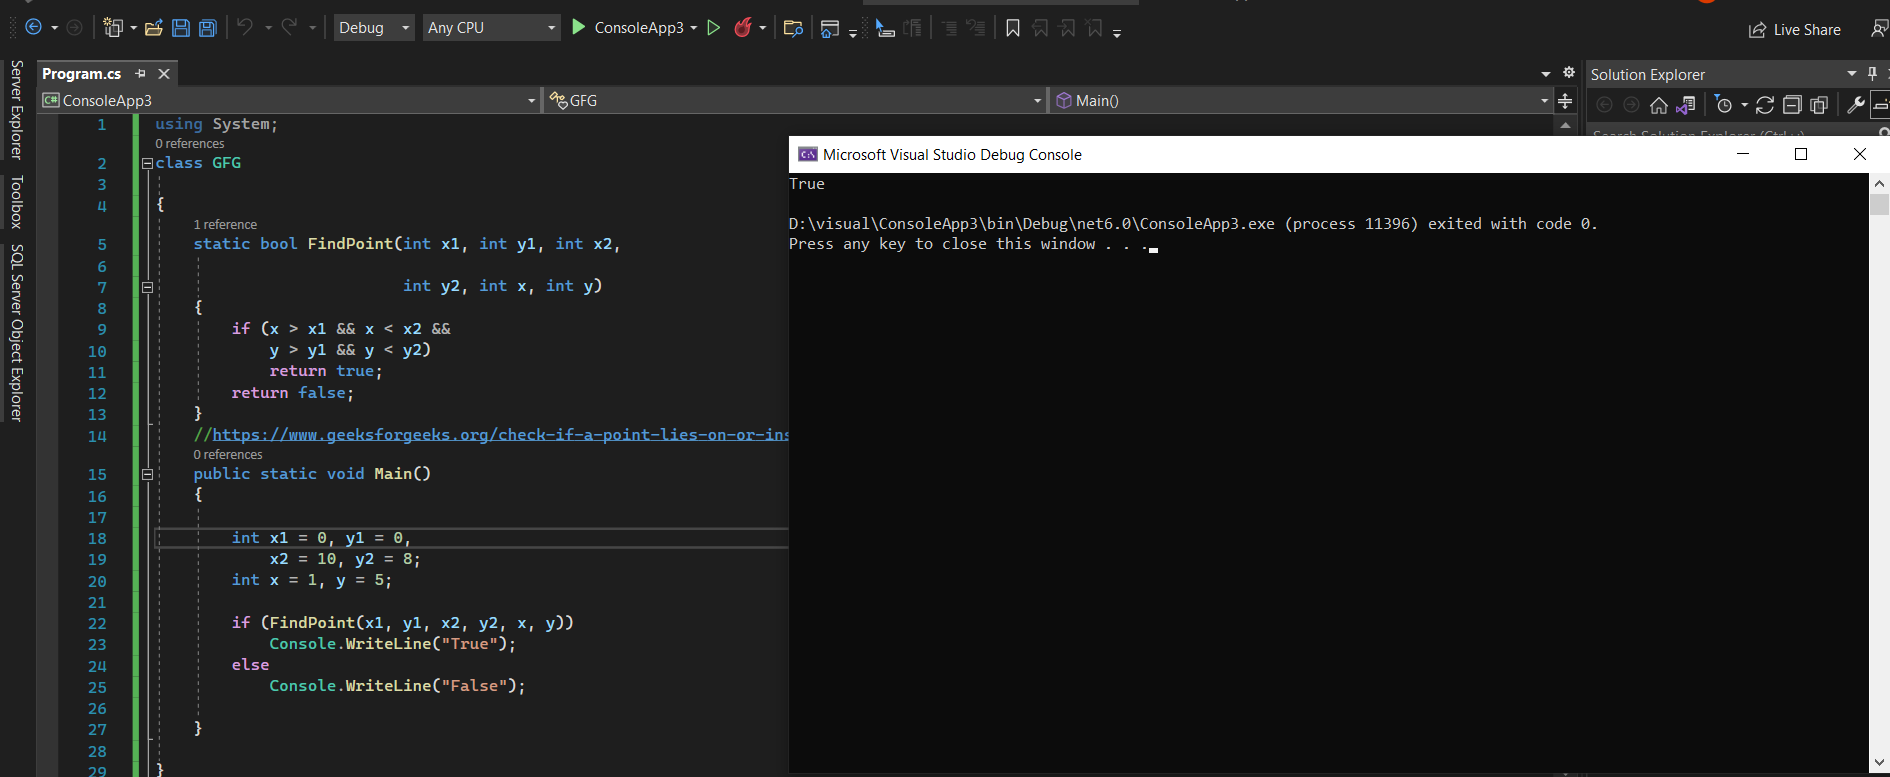 Debug
Any CPU
ConsoleApp3
Live Share
Server Explorer
Toolbox
SQL Server Object Explorer
Program.cs
ConsoleApp3
GFG
Main()
Solution Explorer
Search Solution Explorer (Ctrl+;)
1 using System;
0 references
2 class GFG
3
4 {
1 reference
5 static bool FindPoint(int x1, int y1, int x2,
6
7 int y2, int x, int y)
8 {
9 if (x > x1 && x < x2 &&
10 y > y1 && y < y2)
11 return true;
12 return false;
13 }
14 //https://www.geeksforgeeks.org/check-if-a-point-lies-on-or-ins
0 references
15 public static void Main()
16 {
17
18 int x1 = 0, y1 = 0,
19 x2 = 10, y2 = 8;
20 int x = 1, y = 5;
21
22 if (FindPoint(x1, y1, x2, y2, x, y))
23 Console.WriteLine("True");
24 else
25 Console.WriteLine("False");
26
27 }
28
29 }
Microsoft Visual Studio Debug Console
True
D:\visual\ConsoleApp3\bin\Debug\net6.0\ConsoleApp3.exe (process 11396) exited with code 0.
Press any key to close this window . . .